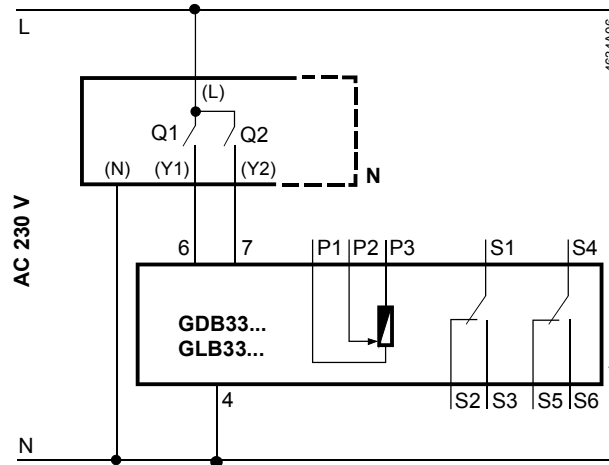 L
(L)
Q1 Q2
(N) (Y1) (Y2)
N
AC 230 V
6 7 P1 P2 P3 S1 S4
GDB33...
GLB33...
4 S2 S3 S5 S6
N